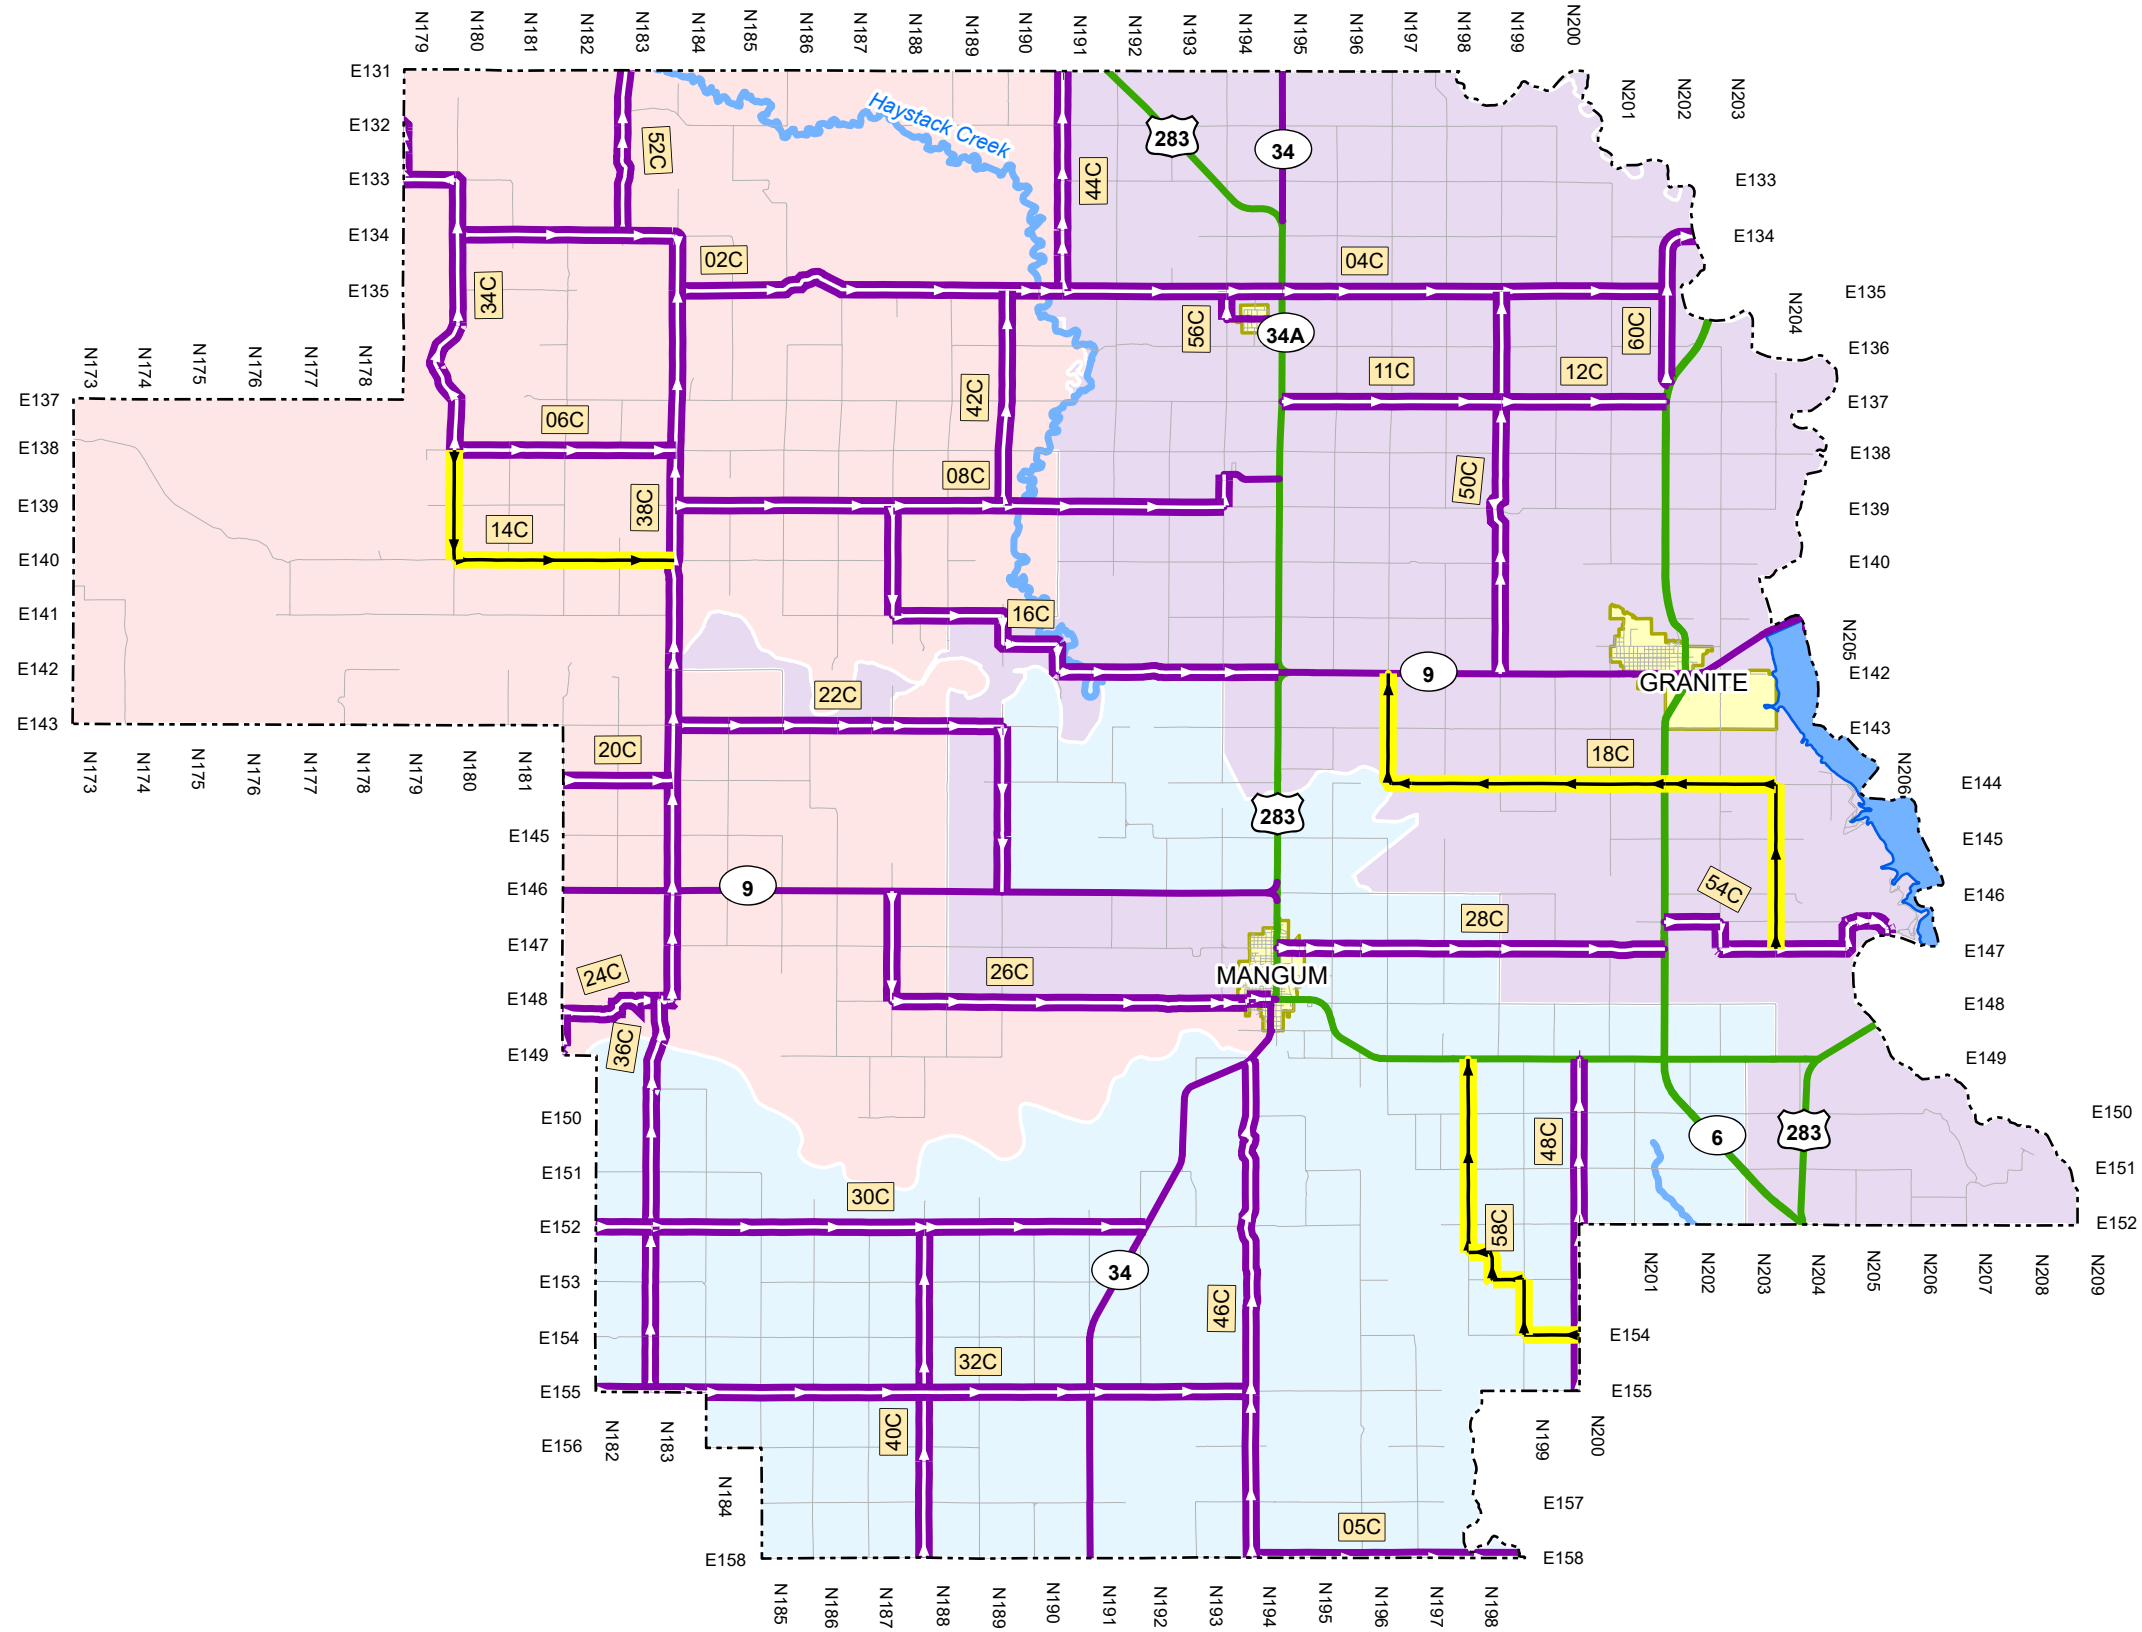 N179
N180
N181
N182
N183
N184
N185
N186
N187
N188
N189
N190
N191
N192
N193
N194
N195
N196
N197
N198
N199
N200
E131
E132
E133
E134
E135
N201
N202
N203
E133
E134
E135
N204
E136
E137
E138
E139
E140
N205
E142
E143
N206
E144
E145
E146
E147
E148
E149
E150
E151
E152
N173
N174
N175
N176
N177
N178
E137
E138
E139
E140
E141
E142
E143
N173
N174
N175
N176
N177
N178
N179
N180
N181
E145
E146
E147
E148
E149
E150
E151
E152
E153
E154
E155
E156
N182
N183
N184
E158
N185
N186
N187
N188
N189
N190
N191
N192
N193
N194
N195
N196
N197
N198
E158
E157
N199
N200
E155
E154
N201
N202
N203
N204
N205
N206
N207
N208
N209
Haystack Creek
52C
44C
283
34
02C
04C
34C
56C
34A
60C
06C
42C
11C
12C
08C
50C
38C
14C
16C
9
GRANITE
22C
20C
18C
283
9
54C
28C
24C
26C
MANGUM
36C
48C
6
283
30C
58C
34
46C
32C
40C
05C